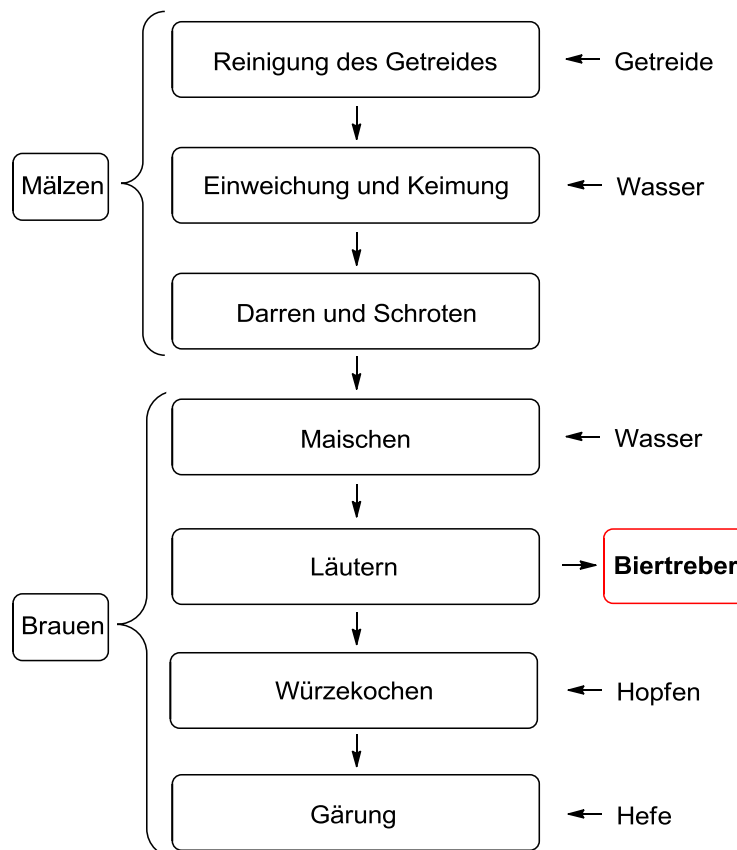 Reinigung des Getreides
Getreide
Mälzen
Einweichung und Keimung
Wasser
Darren und Schroten
Maischen
Wasser
Läutern
Biertreber
Brauen
Würzekochen
Hopfen
Gärung
Hefe